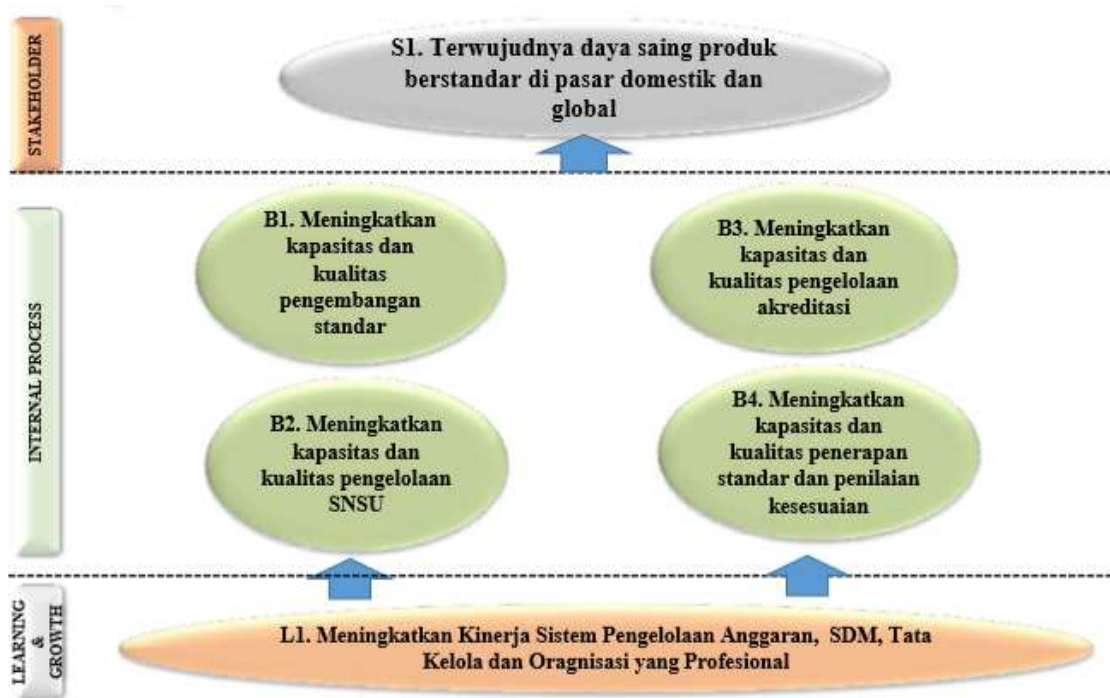 STAKEHOLDER
S1. Terwujudnya daya saing produk
berstandar di pasar domestik dan
global
INTERNAL PROCESS
B1. Meningkatkan
kapasitas dan
kualitas
pengembangan
standar
B3. Meningkatkan
kapasitas dan
kualitas pengelolaan
akreditasi
B2. Meningkatkan
kapasitas dan
kualitas pengelolaan
SNSU
B4. Meningkatkan
kapasitas dan
kualitas penerapan
standar dan penilaian
kesesuaian
LEARNING
&
GROWTH
L1. Meningkatkan Kinerja Sistem Pengelolaan Anggaran, SDM, Tata
Kelola dan Oragnisasi yang Profesional